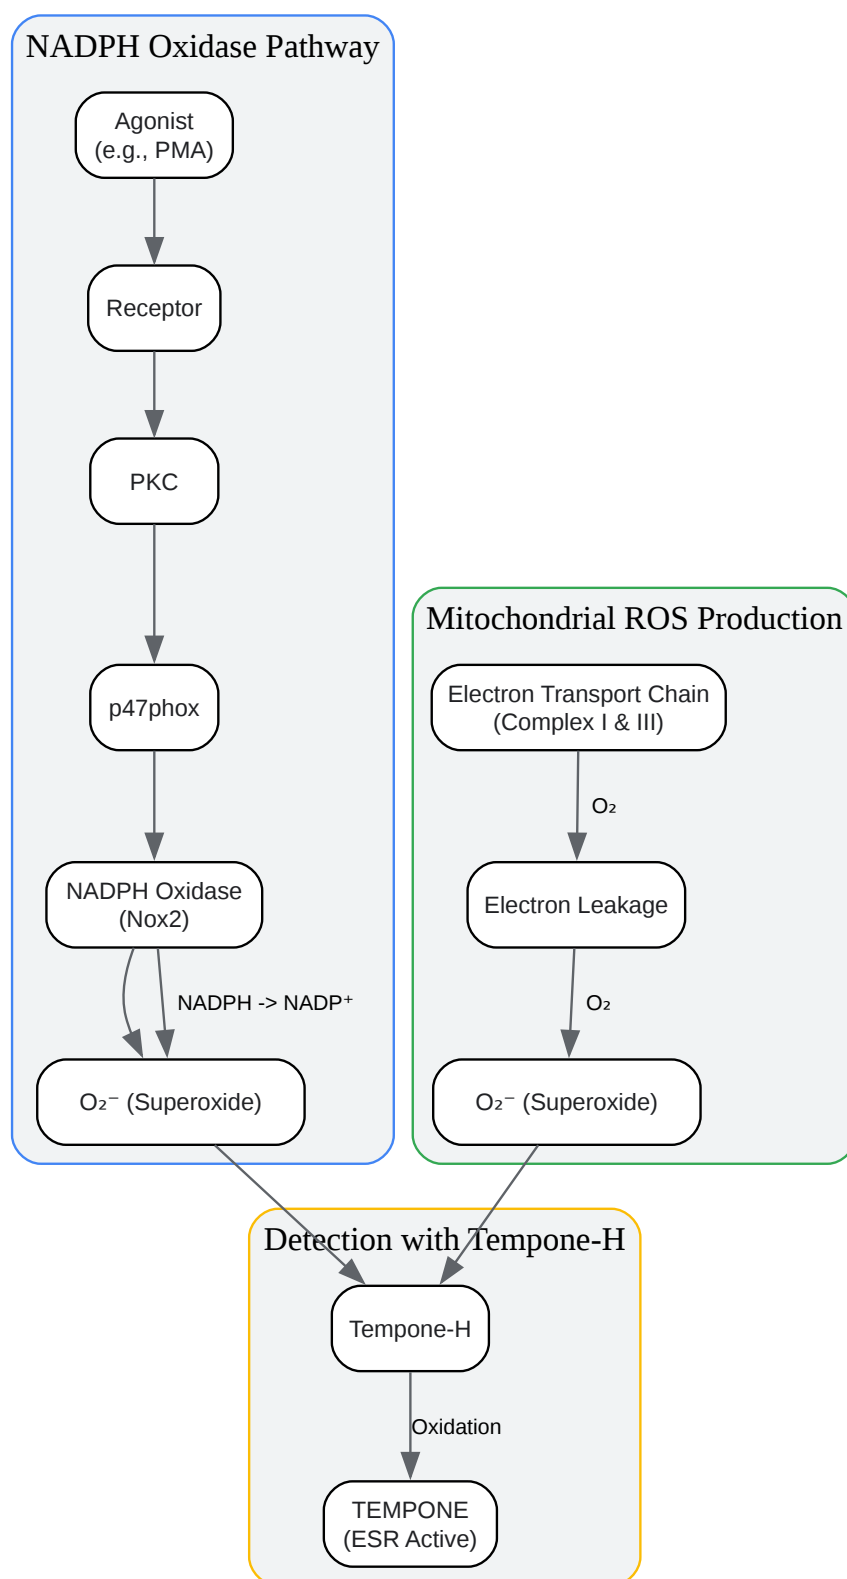 NADPH Oxidase Pathway
Agonist
(e.g., PMA)
Receptor
PKC
p47phox
NADPH Oxidase
(Nox2)
NADPH -> NADP⁺
O₂⁻ (Superoxide)
Mitochondrial ROS Production
Electron Transport Chain
(Complex I & III)
O₂
Electron Leakage
O₂
O₂⁻ (Superoxide)
Detection with Tempone-H
Tempone-H
Oxidation
TEMPONE
(ESR Active)